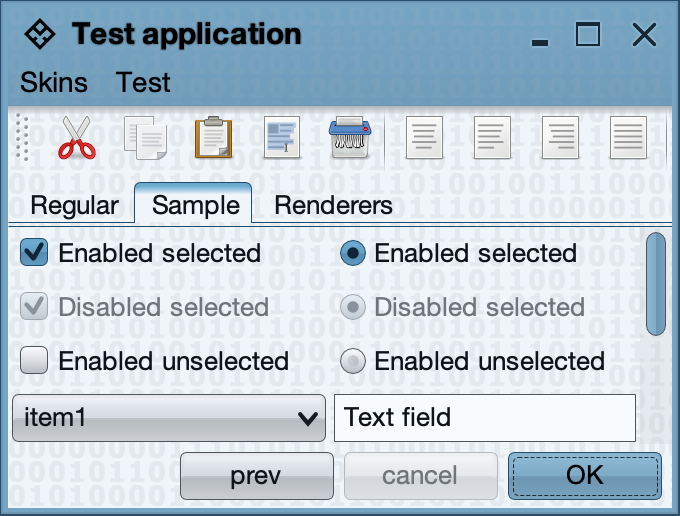 Test application
Skins Test
Regular Sample Renderers
Enabled selected Enabled selected
Disabled selected Disabled selected
Enabled unselected Enabled unselected
item1 Text field
prev cancel OK